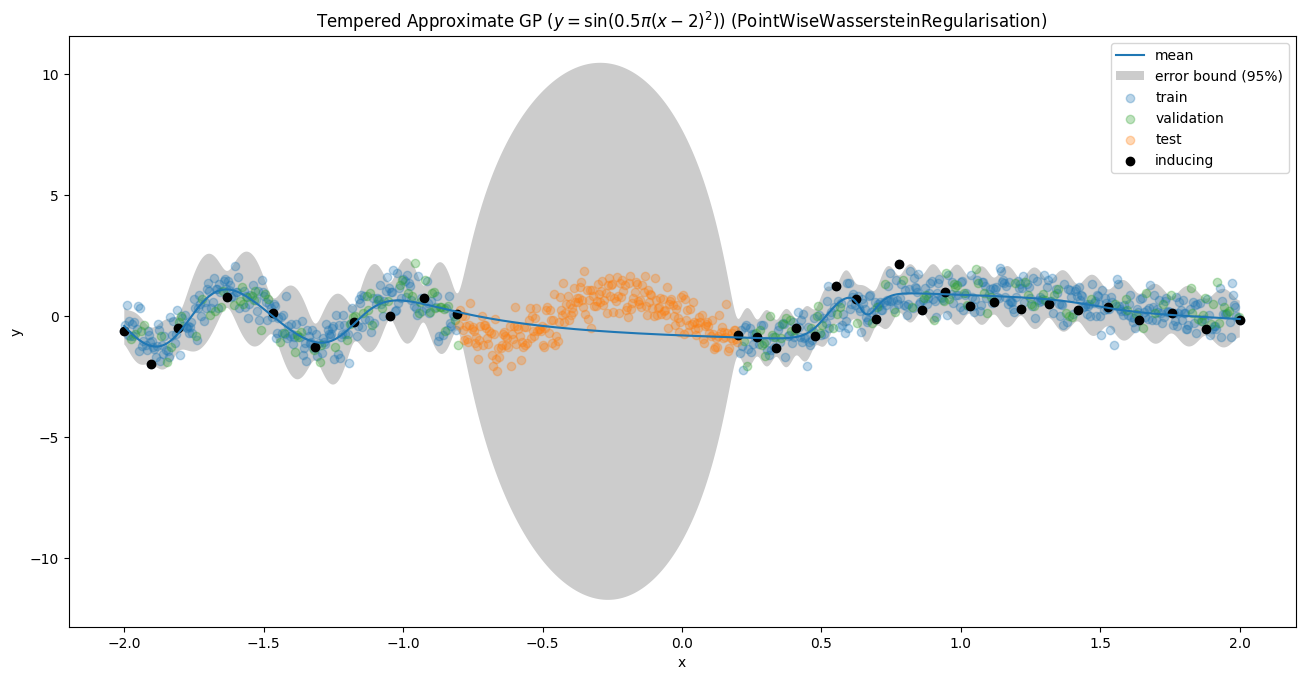 Tempered Approximate GP (y = sin(0.5π(x − 2)²)) (PointWiseWassersteinRegularisation)
mean
error bound (95%)
train
validation
test
inducing
10
5
0
−5
−10
y
−2.0 −1.5 −1.0 −0.5 0.0 0.5 1.0 1.5 2.0
x